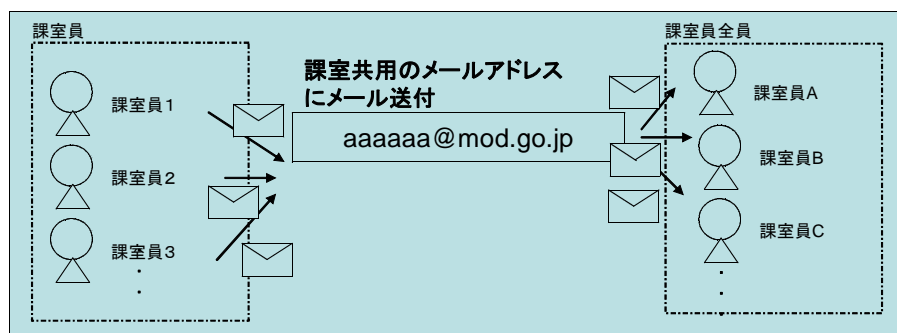 課室員
課室員全員
課室共用のメールアドレス
にメール送付
aaaaaa@mod.go.jp
課室員1
課室員2
課室員3
・
・
課室員A
課室員B
課室員C
・
・